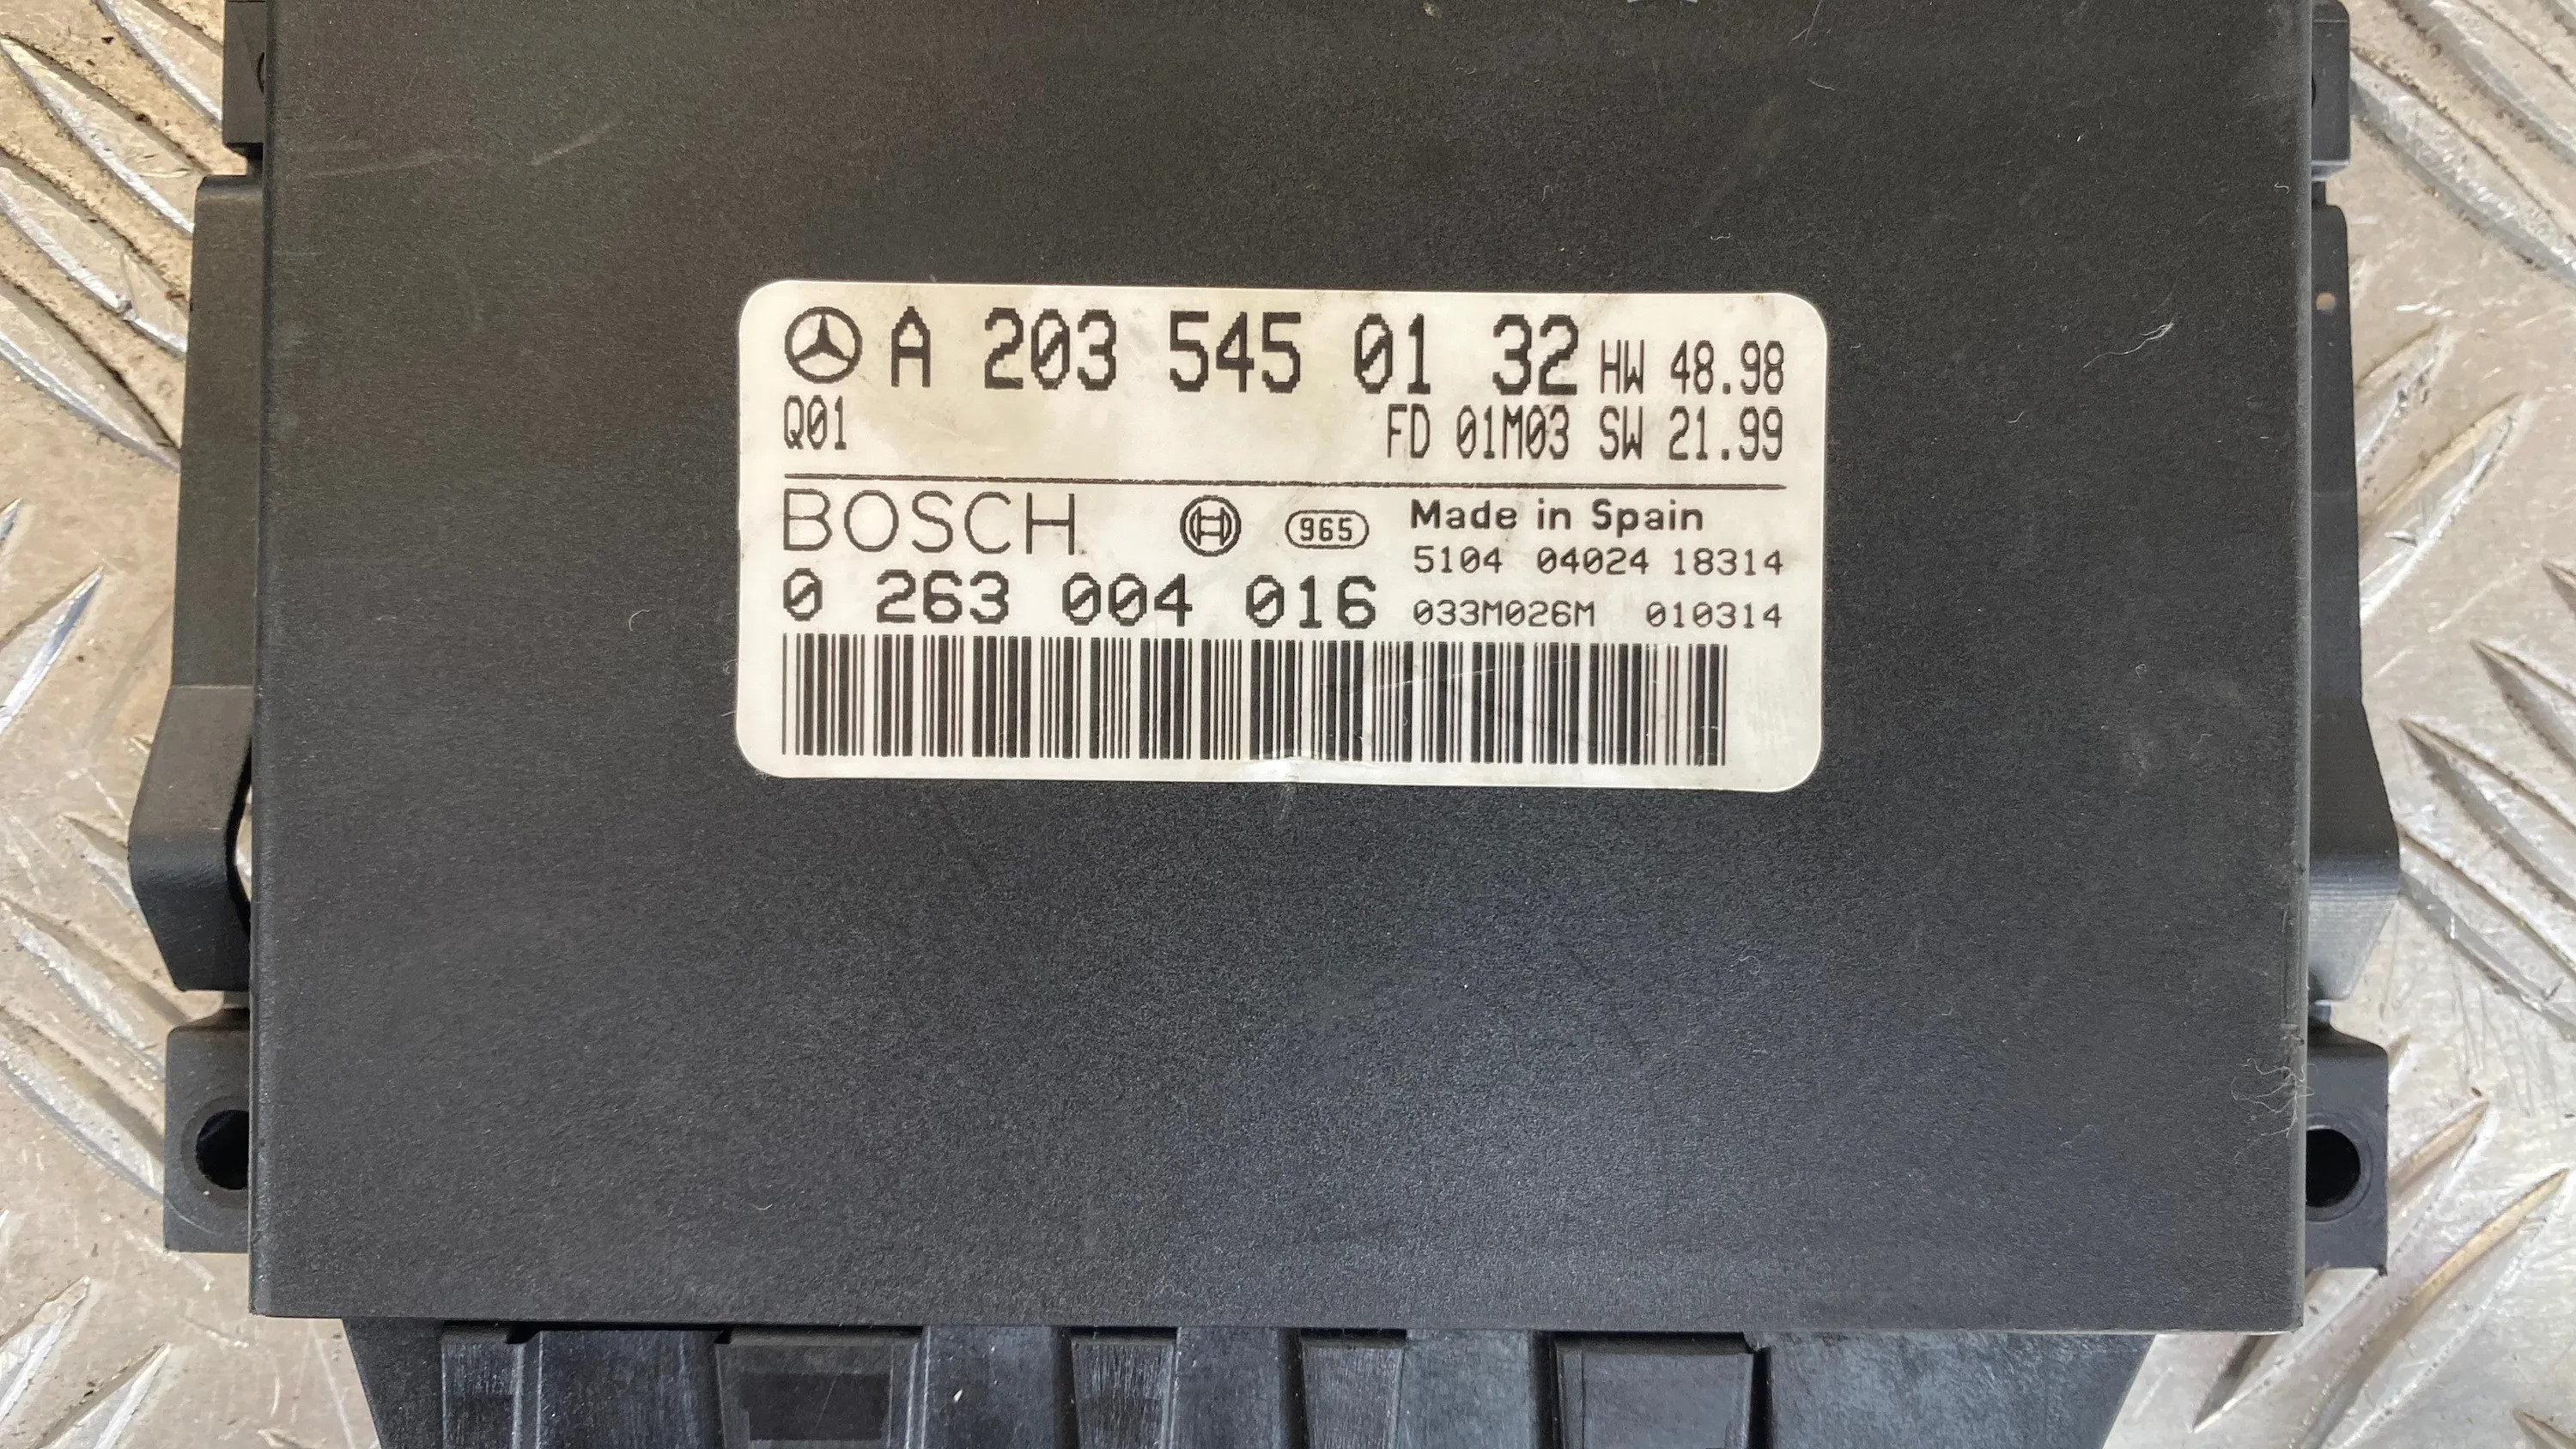 A 203 545 01 32 HW 48.98
Q01 FD 01M03 SW 21.99
BOSCH 965 Made in Spain
5104 04024 18314
0 263 004 016 033M026M 010314